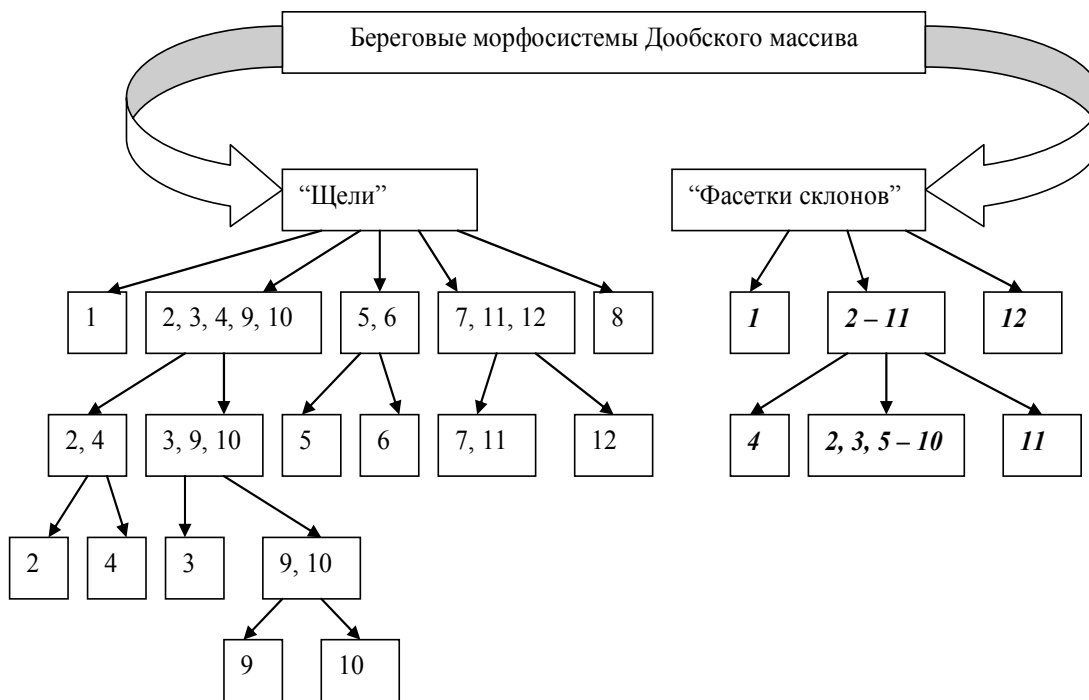 Береговые морфосистемы Дообского массива
“Щели”
“Фасетки склонов”
1
2, 3, 4, 9, 10
5, 6
7, 11, 12
8
1
2 – 11
12
2, 4
3, 9, 10
5
6
7, 11
12
4
2, 3, 5 – 10
11
2
4
3
9, 10
9
10